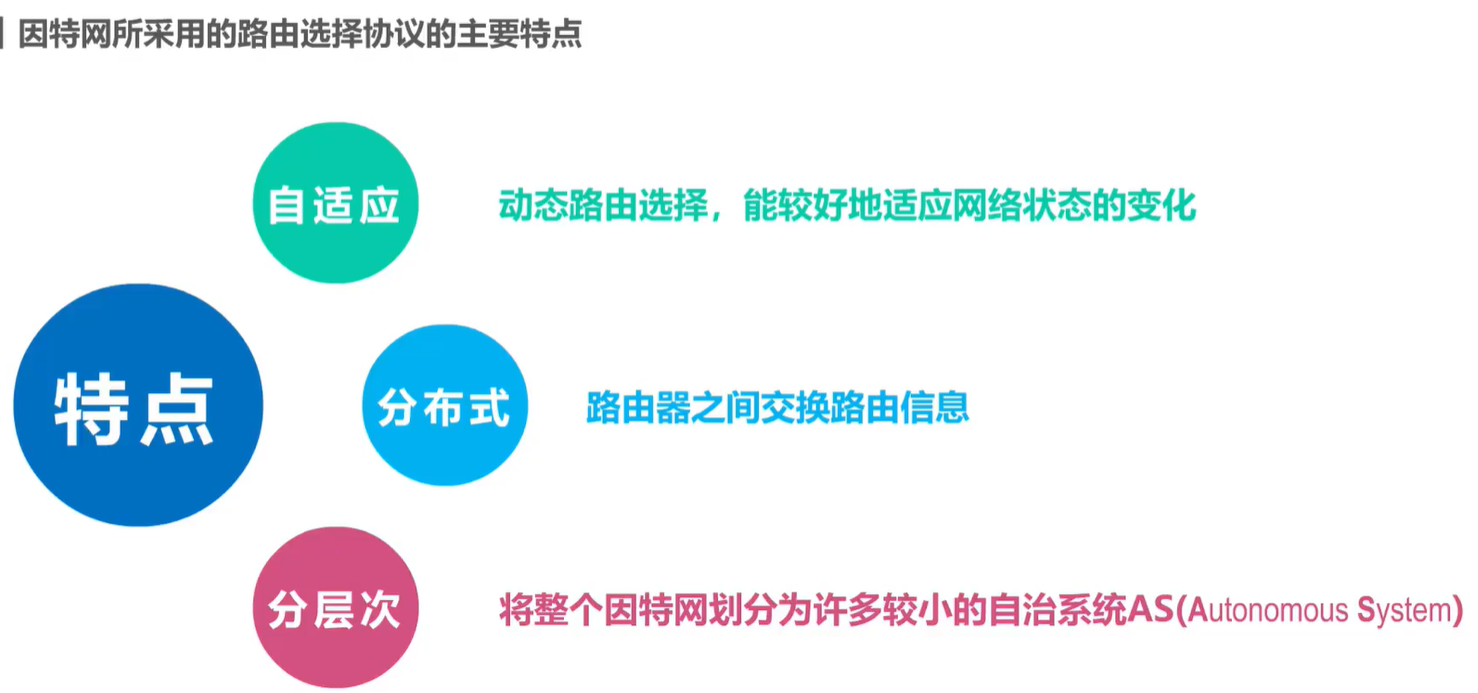 因特网所采用的路由选择协议的主要特点
自适应
动态路由选择，能较好地适应网络状态的变化
特点
分布式
路由器之间交换路由信息
分层次
将整个因特网划分为许多较小的自治系统AS(Autonomous System)